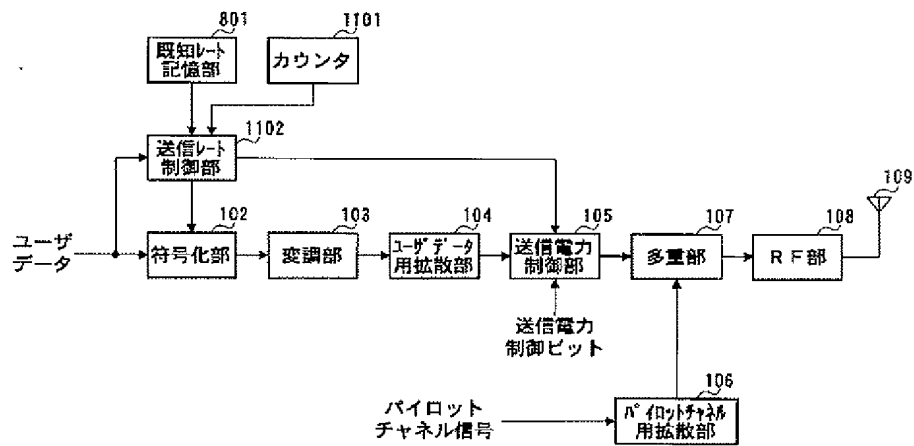 801
既知レート
記憶部
1101
カウンタ
1102
送信レート
制御部
ユーザ
データ
102
符号化部
103
変調部
104
ユーザデータ
用拡散部
105
送信電力
制御部
107
多重部
108
RF部
109
送信電力
制御ビット
パイロット
チャネル信号
106
パイロットチャネル
用拡散部